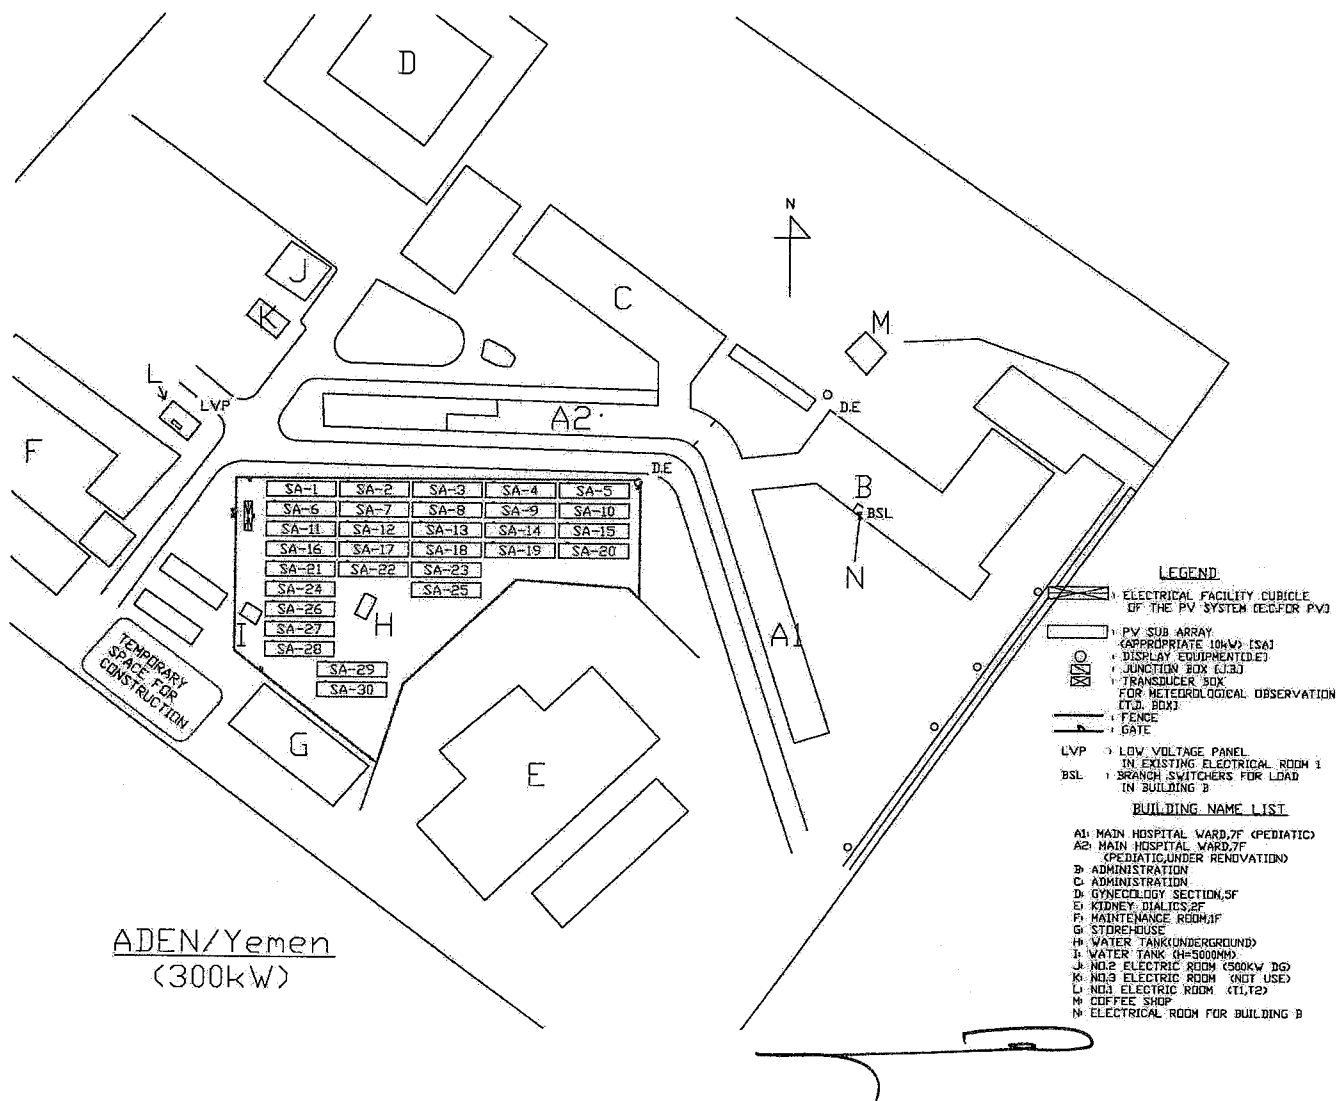 D
N
J
C
K
M
L
LVP
A2
D.E
F
D.E
B
BSL
N
SA-1 SA-2 SA-3 SA-4 SA-5
SA-6 SA-7 SA-8 SA-9 SA-10
SA-11 SA-12 SA-13 SA-14 SA-15
SA-16 SA-17 SA-18 SA-19 SA-20
SA-21 SA-22 SA-23
SA-24 SA-25
SA-26
SA-27
SA-28
SA-29
SA-30
H
I
A1
TEMPORARY
SPACE FOR
CONSTRUCTION
G
E
ADEN/Yemen
(300kW)
LEGEND
: ELECTRICAL FACILITY CUBICLE
OF THE PV SYSTEM [E.C.FOR PV]
: PV SUB ARRAY
(APPROPRIATE 10kW) [SA]
: DISPLAY EQUIPMENT[D.E]
: JUNCTION BOX [J.B.]
: TRANSDUCER BOX
FOR METEOROLOGICAL OBSERVATION
[T.D. BOX]
: FENCE
: GATE
LVP : LOW VOLTAGE PANEL
IN EXISTING ELECTRICAL ROOM 1
BSL : BRANCH SWITCHERS FOR LOAD
IN BUILDING B
BUILDING NAME LIST
A1: MAIN HOSPITAL WARD,7F (PEDIATIC)
A2: MAIN HOSPITAL WARD,7F
(PEDIATIC,UNDER RENOVATION)
B: ADMINISTRATION
C: ADMINISTRATION
D: GYNECOLOGY SECTION,5F
E: KIDNEY DIALICS,2F
F: MAINTENANCE ROOM,1F
G: STOREHOUSE
H: WATER TANK(UNDERGROUND)
I: WATER TANK (H=5000MM)
J: NO.2 ELECTRIC ROOM (500KW DG)
K: NO.3 ELECTRIC ROOM (NOT USE)
L: NO.1 ELECTRIC ROOM (T1,T2)
M: COFFEE SHOP
N: ELECTRICAL ROOM FOR BUILDING B